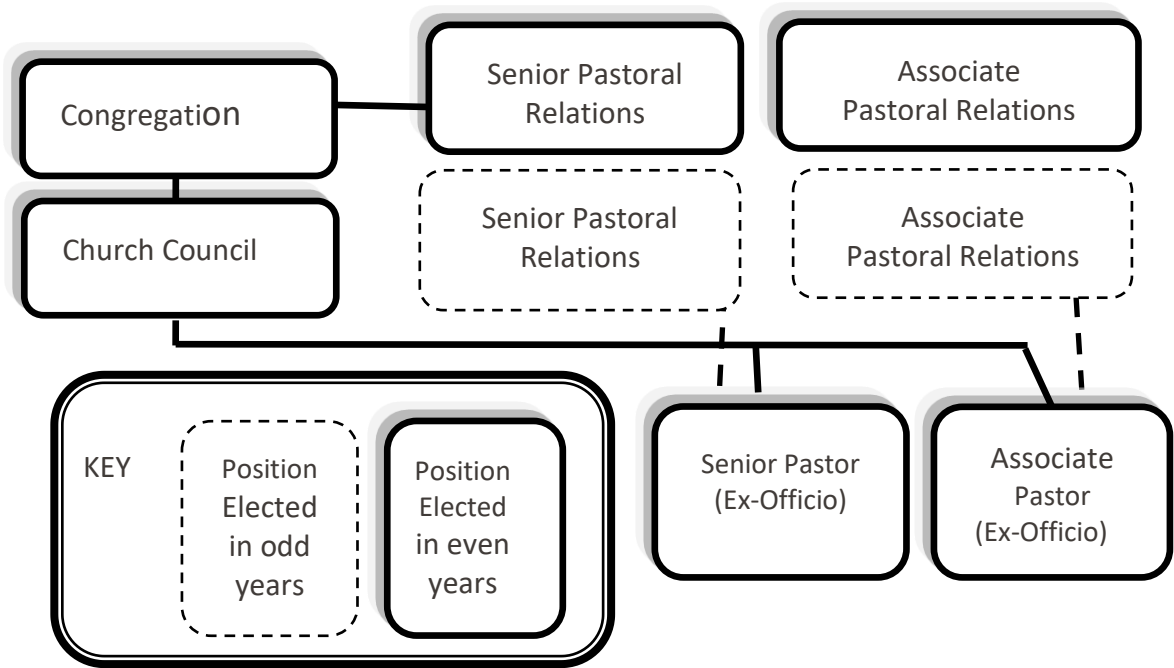 Congregation
Senior Pastoral
Relations
Associate
Pastoral Relations
Church Council
Senior Pastoral
Relations
Associate
Pastoral Relations
KEY
Position
Elected
in odd
years
Position
Elected
in even
years
Senior Pastor
(Ex-Officio)
Associate
Pastor
(Ex-Officio)